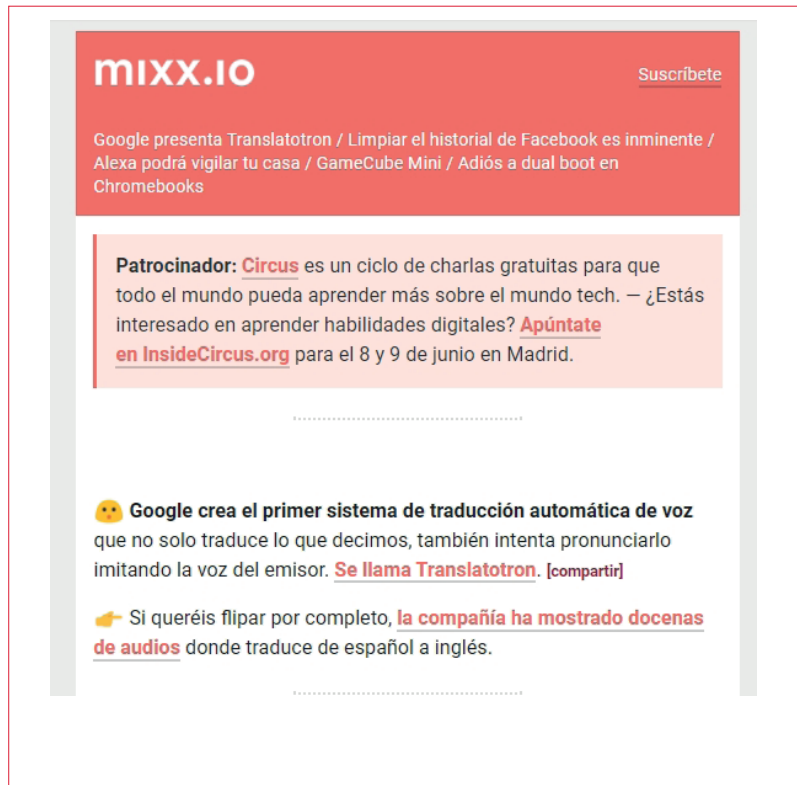 mixx.io
Suscríbete
Google presenta Translatotron / Limpiar el historial de Facebook es inminente /
Alexa podrá vigilar tu casa / GameCube Mini / Adiós a dual boot en
Chromebooks
Patrocinador: Circus es un ciclo de charlas gratuitas para que
todo el mundo pueda aprender más sobre el mundo tech. — ¿Estás
interesado en aprender habilidades digitales? Apúntate
en InsideCircus.org para el 8 y 9 de junio en Madrid.
😗 Google crea el primer sistema de traducción automática de voz
que no solo traduce lo que decimos, también intenta pronunciarlo
imitando la voz del emisor. Se llama Translatotron. [compartir]
👉 Si queréis flipar por completo, la compañía ha mostrado docenas
de audios donde traduce de español a inglés.